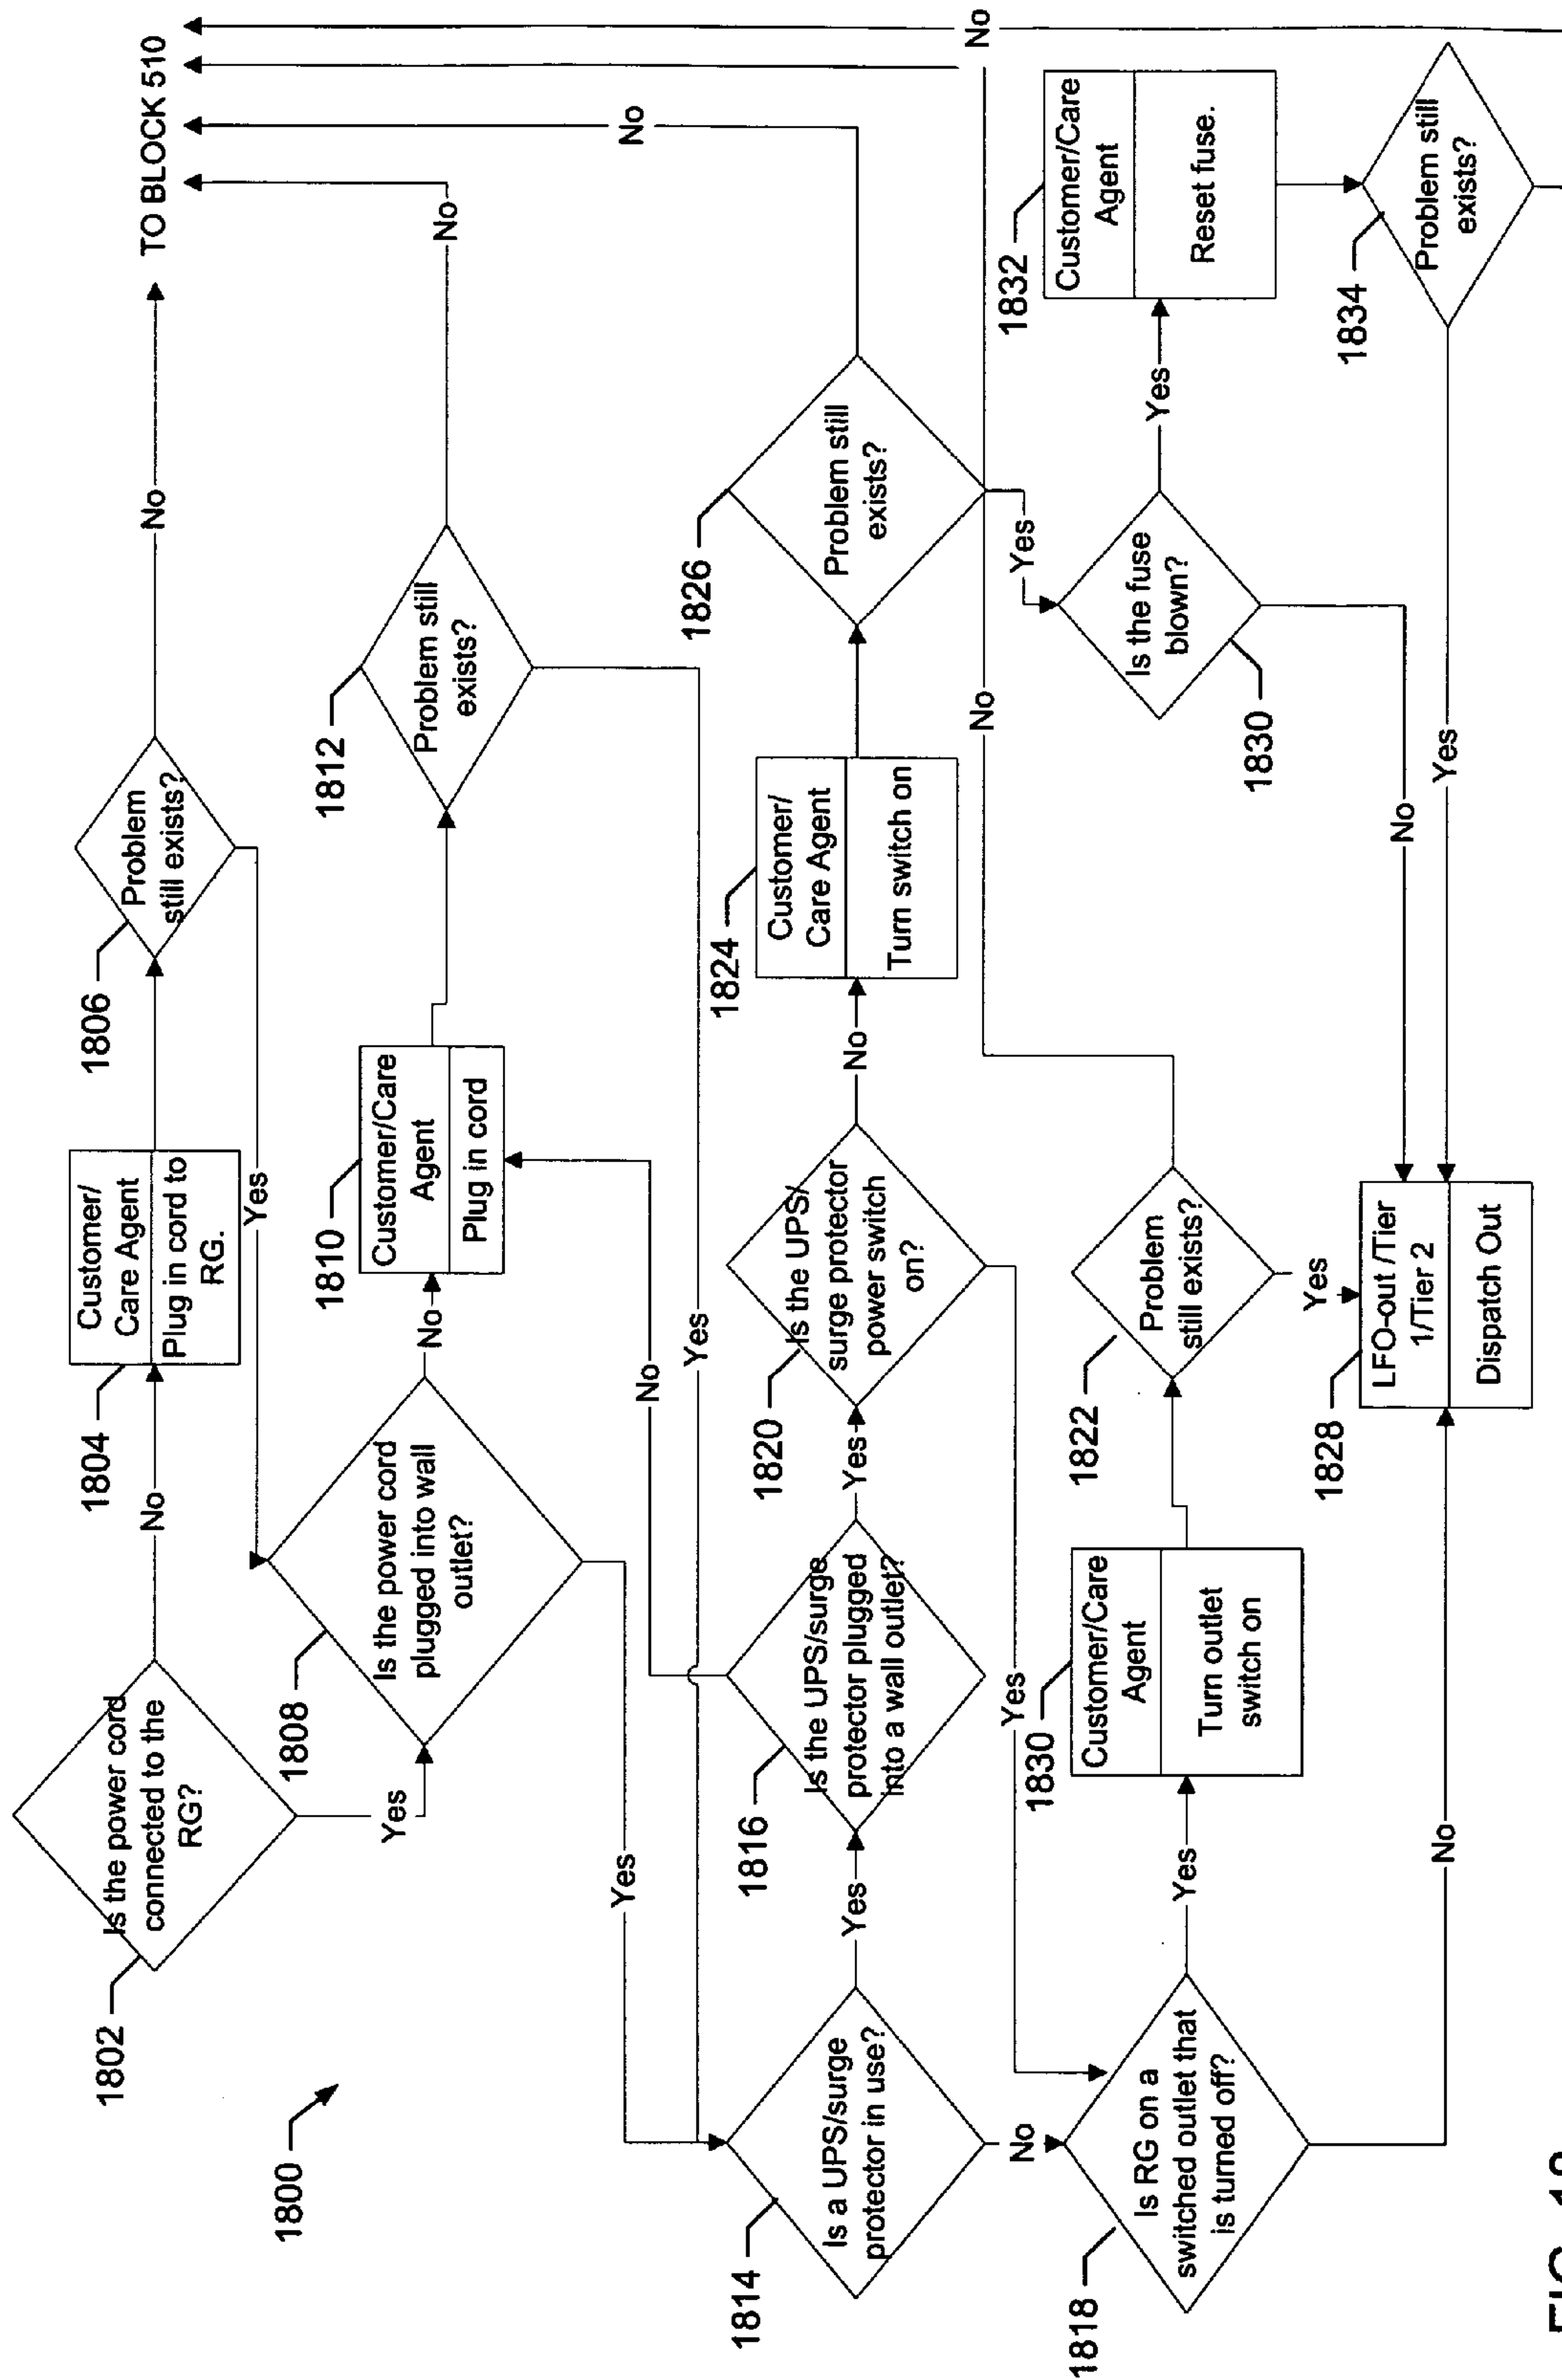 1800
1802
Is the power cord
connected to the
RG?
No
Yes
1804
Customer/
Care Agent
Plug in cord to
RG.
1806
Problem
still exists?
No
TO BLOCK 510
Yes
1808
Is the power cord
plugged into wall
outlet?
No
Yes
1810
Customer/Care
Agent
Plug in cord
1812
Problem still
exists?
No
Yes
1814
Is a UPS/surge
protector in use?
Yes
No
1816
Is the UPS/surge
protector plugged
into a wall outlet?
No
Yes
1820
Is the UPS/
surge protector
power switch
on?
No
Yes
1824
Customer/
Care Agent
Turn switch on
1826
Problem still
exists?
No
Yes
1818
Is RG on a
switched outlet that
is turned off?
Yes
No
1830
Customer/Care
Agent
Turn outlet
switch on
1822
Problem
still exists?
No
Yes
1830
Is the fuse
blown?
Yes
No
1832
Customer/Care
Agent
Reset fuse.
1834
Problem still
exists?
No
Yes
1828
LFO-out /Tier
1/Tier 2
Dispatch Out